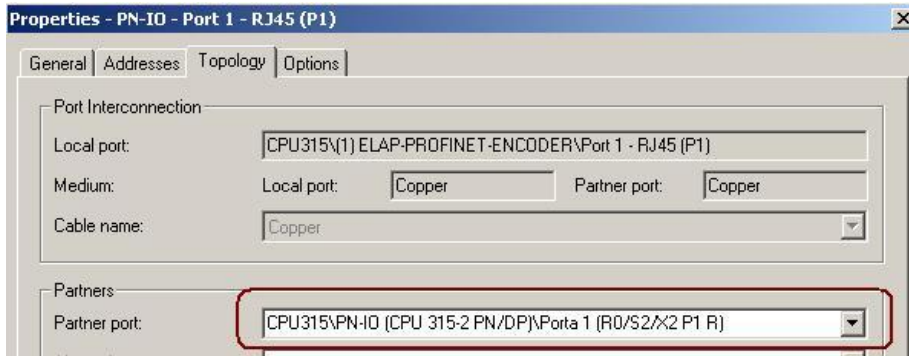 Properties - PN-IO - Port 1 - RJ45 (P1)
General Addresses Topology Options
Port Interconnection
Local port: CPU315\(1) ELAP-PROFINET-ENCODER\Port 1 - RJ45 (P1)
Medium: Local port: Copper Partner port: Copper
Cable name: Copper
Partners
Partner port: CPU315\PN-IO (CPU 315-2 PN/DP)\Porta 1 (R0/S2/X2 P1 R)